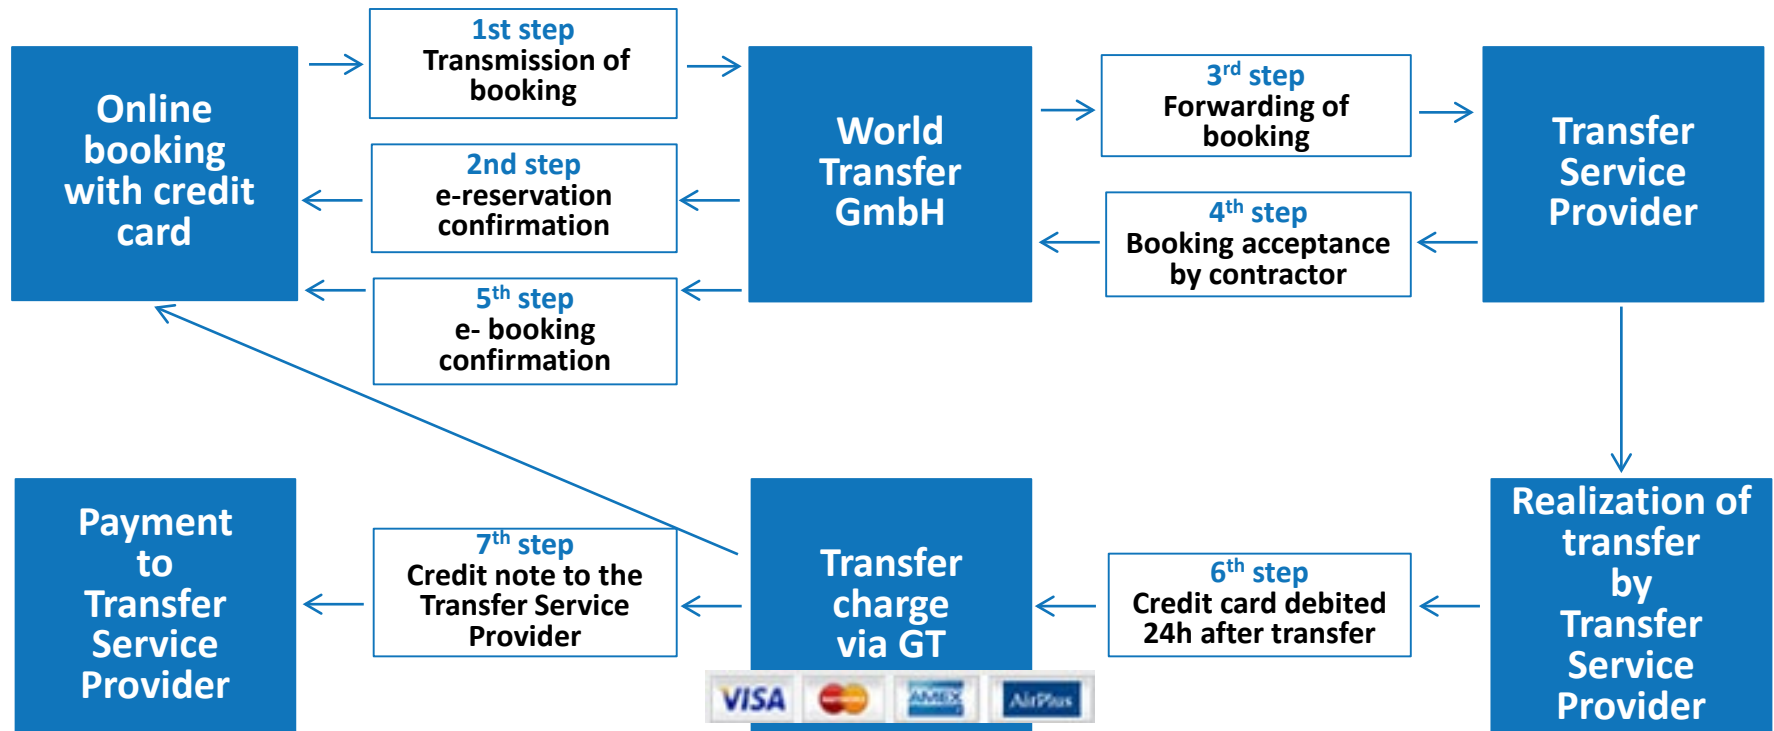 Online
booking
with credit
card
1st step
Transmission of
booking
2nd step
e-reservation
confirmation
5th step
e- booking
confirmation
World
Transfer
GmbH
3rd step
Forwarding of
booking
4th step
Booking acceptance
by contractor
Transfer
Service
Provider
Realization of
transfer
by
Transfer
Service
Provider
6th step
Credit card debited
24h after transfer
Transfer
charge
via GT
VISA
MasterCard
AMEX
AirPlus
7th step
Credit note to the
Transfer Service
Provider
Payment
to
Transfer
Service
Provider